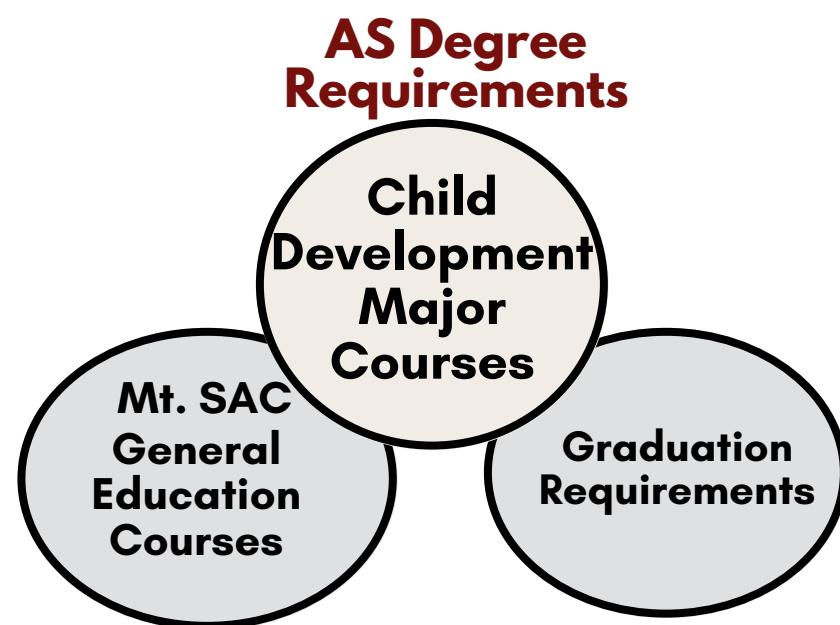 AS Degree
Requirements
Child
Development
Major
Courses
Mt. SAC
General
Education
Courses
Graduation
Requirements